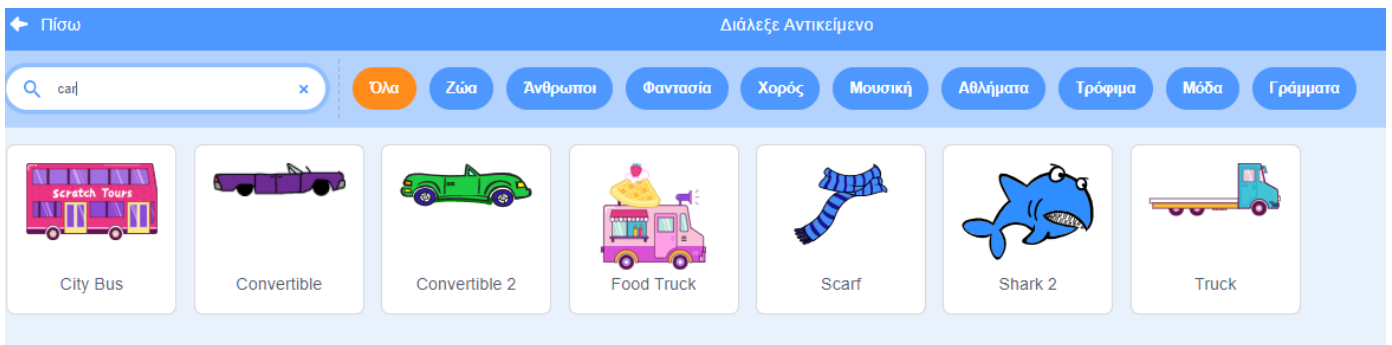 Πίσω
Διάλεξε Αντικείμενο
car
Όλα Ζώα Άνθρωποι Φαντασία Χορός Μουσική Αθλήματα Τρόφιμα Μόδα Γράμματα
Scratch Tours
City Bus Convertible Convertible 2 Food Truck Scarf Shark 2 Truck